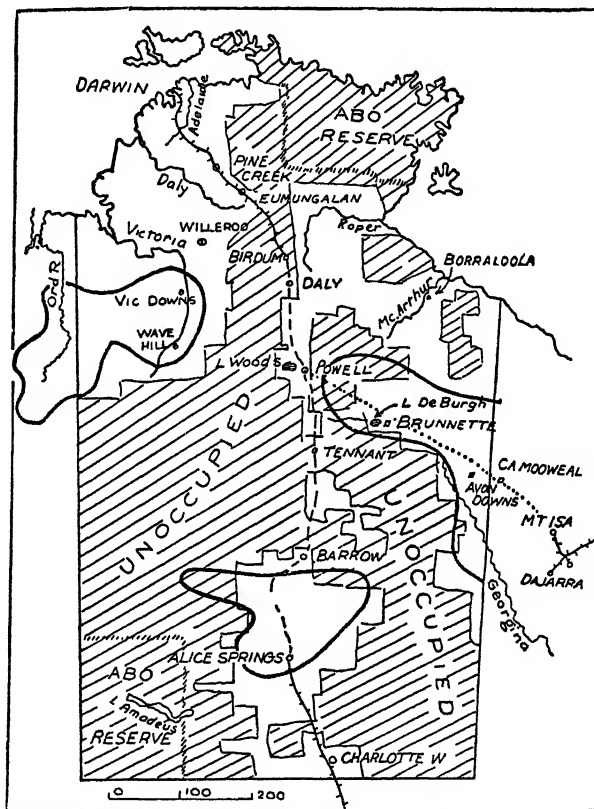 DARWIN
Adelaide
ABO
RESERVE
PINE
CREEK
Daly
EUMUNGALAN
Victoria
WILLEROO
Roper
BIRDUM
BORRALOOLA
Ord R.
DALY
VIC DOWNS
Mc.Arthur
WAVE
HILL
L Woods
POWELL
L DeBurgh
BRUNNETTE
UNOCCUPIED
TENNANT
CAMOOWEAL
AVON
DOWNS
UNOCCUPIED
MT ISA
BARROW
DAJARRA
Georgina
ALICE SPRINGS
ABO
L Amadeus
RESERVE
CHARLOTTE W
0 100 200